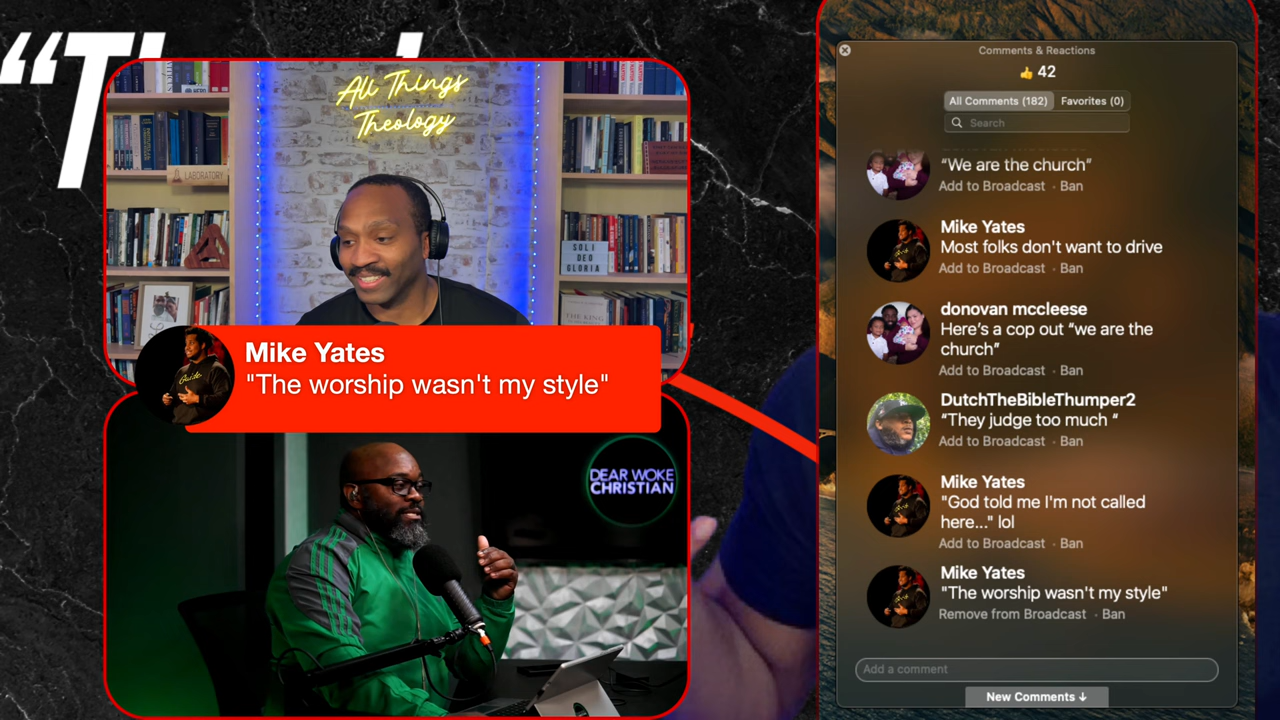 “T
All Things
Theology
LABORATORY
SOLI
DEO
GLORIA
THE KING
Mike Yates
"The worship wasn't my style"
Guide
DEAR WOKE
CHRISTIAN
Comments & Reactions
👍 42
All Comments (182) Favorites (0)
Search
“We are the church”
Add to Broadcast · Ban
Mike Yates
Most folks don't want to drive
Add to Broadcast · Ban
donovan mccleese
Here’s a cop out “we are the
church”
Add to Broadcast · Ban
DutchTheBibleThumper2
“They judge too much “
Add to Broadcast · Ban
Mike Yates
"God told me I'm not called
here..." lol
Add to Broadcast · Ban
Mike Yates
"The worship wasn't my style"
Remove from Broadcast · Ban
Add a comment
New Comments ↓